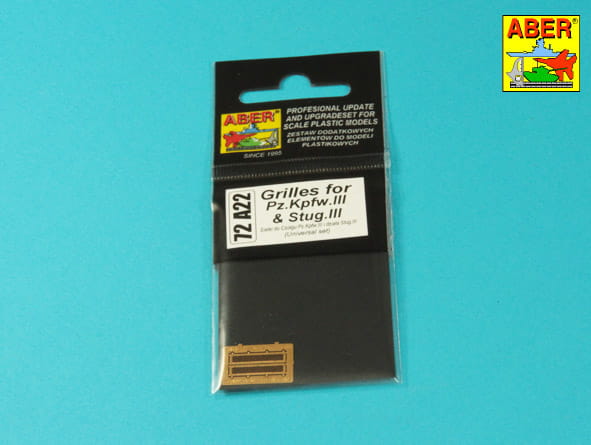 ABER®
ABER
SINCE 1995
PROFESIONAL UPDATE
AND UPGRADESET FOR
SCALE PLASTIC MODELS
ZESTAW DODATKOWYCH
ELEMENTÓW DO MODELI
PLASTIKOWYCH
72 A22
Grilles for
Pz.Kpfw.III
& Stug.III
(Universal set)